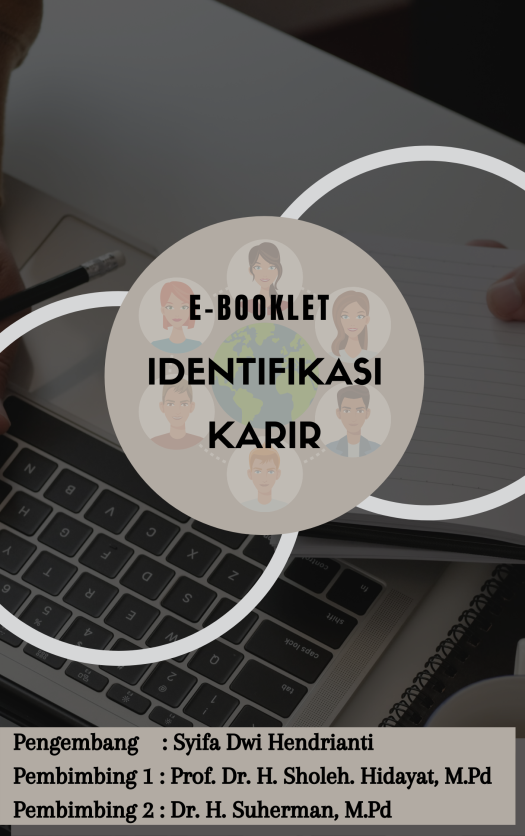 E-BOOKLET
IDENTIFIKASI
KARIR
Pengembang : Syifa Dwi Hendrianti
Pembimbing 1 : Prof. Dr. H. Sholeh. Hidayat, M.Pd
Pembimbing 2 : Dr. H. Suherman, M.Pd